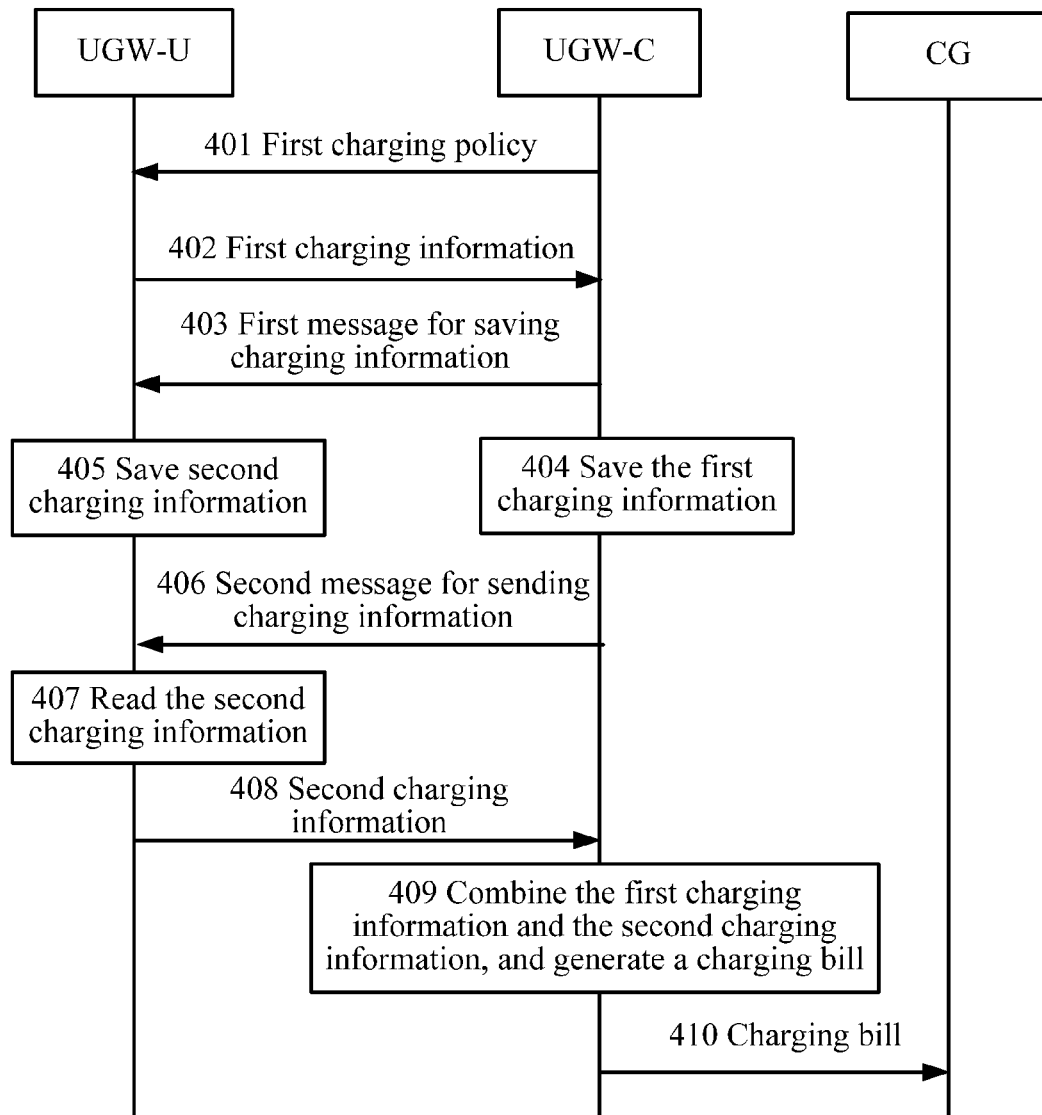 UGW-U
UGW-C
CG
401 First charging policy
402 First charging information
403 First message for saving
charging information
405 Save second
charging information
404 Save the first
charging information
406 Second message for sending
charging information
407 Read the second
charging information
408 Second charging
information
409 Combine the first charging
information and the second charging
information, and generate a charging bill
410 Charging bill